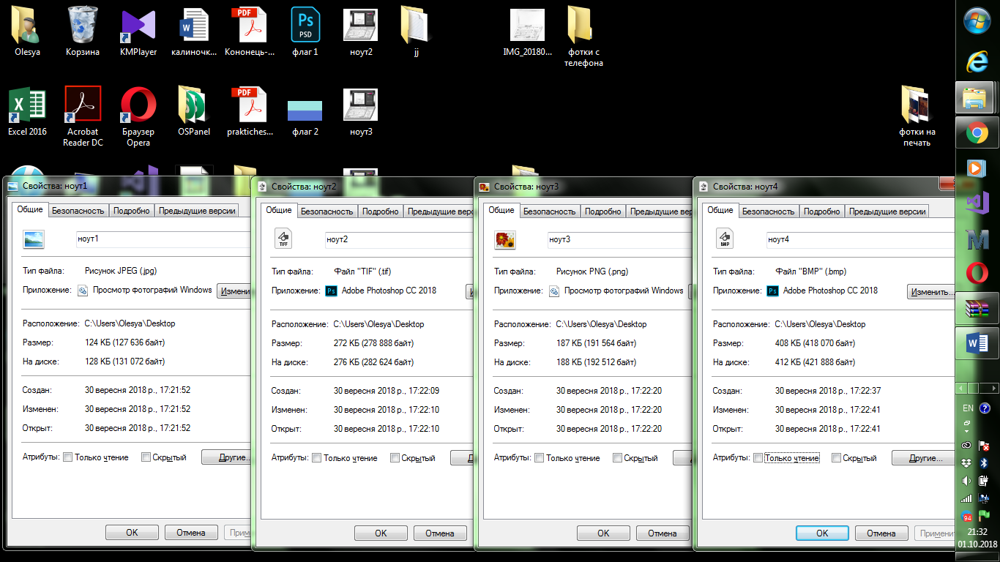 Olesya
Корзина
KMPlayer
калиночк...
Кононець-...
флаг 1
ноут2
jj
IMG_20180...
фотки с
телефона
Excel 2016
Acrobat
Reader DC
Браузер
Opera
OSPanel
praktiches...
флаг 2
ноут3
фотки на
печать
Свойства: ноут1
Общие
Безопасность
Подробно
Предыдущие версии
ноут1
Тип файла: Рисунок JPEG (.jpg)
Приложение: Просмотр фотографий Windows
Расположение: C:\Users\Olesya\Desktop
Размер: 124 КБ (127 636 байт)
На диске: 128 КБ (131 072 байт)
Создан: 30 вересня 2018 р., 17:21:52
Изменен: 30 вересня 2018 р., 17:21:52
Открыт: 30 вересня 2018 р., 17:21:52
Атрибуты: Только чтение Скрытый Другие...
OK Отмена
Свойства: ноут2
Общие
Безопасность
Подробно
Предыдущие
TIFF
ноут2
Тип файла: Файл "TIF" (.tif)
Приложение: Ps Adobe Photoshop CC 2018
Расположение: C:\Users\Olesya\Desktop
Размер: 272 КБ (278 888 байт)
На диске: 276 КБ (282 624 байт)
Создан: 30 вересня 2018 р., 17:22:09
Изменен: 30 вересня 2018 р., 17:22:10
Открыт: 30 вересня 2018 р., 17:22:10
Атрибуты: Только чтение Скрытый
OK Отмена
Свойства: ноут3
Общие
Безопасность
Подробно
Предыдущие
ноут3
Тип файла: Рисунок PNG (.png)
Приложение: Просмотр фотографий Windows
Расположение: C:\Users\Olesya\Desktop
Размер: 187 КБ (191 564 байт)
На диске: 188 КБ (192 512 байт)
Создан: 30 вересня 2018 р., 17:22:20
Изменен: 30 вересня 2018 р., 17:22:20
Открыт: 30 вересня 2018 р., 17:22:20
Атрибуты: Только чтение Скрытый
OK Отмена
Свойства: ноут4
Общие
Безопасность
Подробно
Предыдущие версии
BMP
ноут4
Тип файла: Файл "BMP" (.bmp)
Приложение: Ps Adobe Photoshop CC 2018 Изменить...
Расположение: C:\Users\Olesya\Desktop
Размер: 408 КБ (418 070 байт)
На диске: 412 КБ (421 888 байт)
Создан: 30 вересня 2018 р., 17:22:37
Изменен: 30 вересня 2018 р., 17:22:41
Открыт: 30 вересня 2018 р., 17:22:41
Атрибуты: Только чтение Скрытый Другие...
OK Отмена
EN
94
21:32
01.10.2018